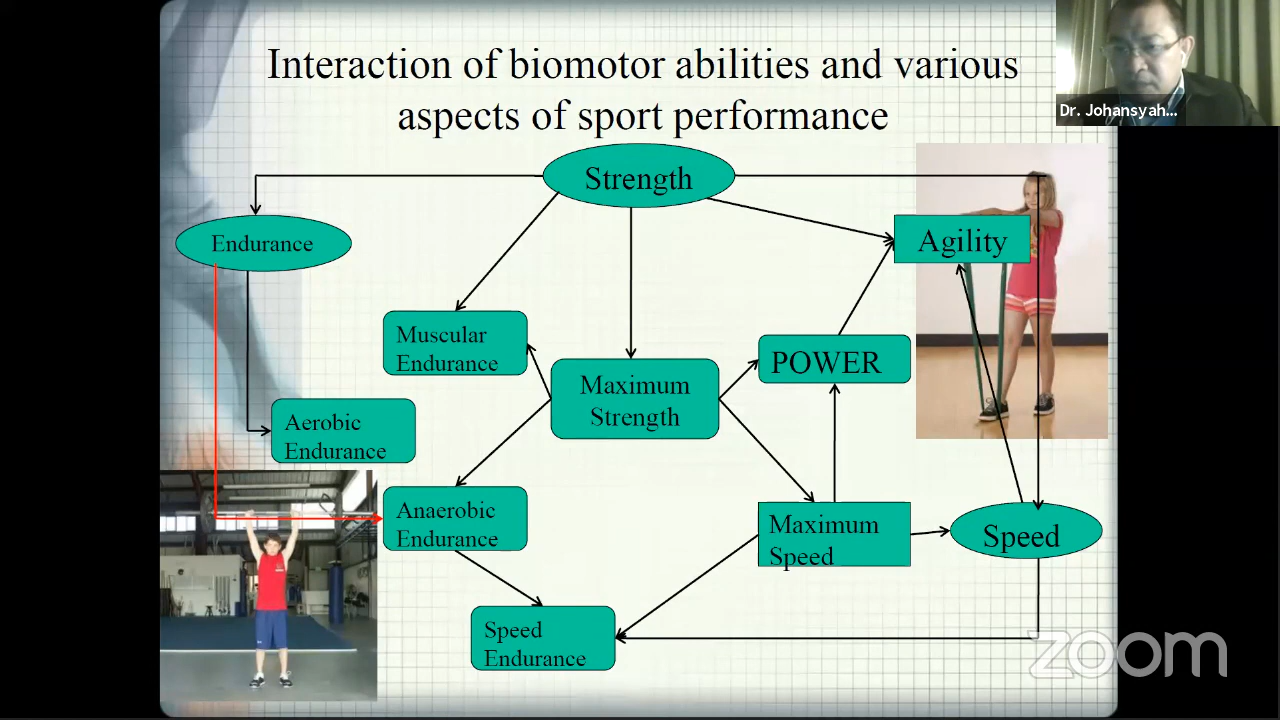 Interaction of biomotor abilities and various
aspects of sport performance
Dr. Johansyah...
Strength
Endurance
Agility
Muscular
Endurance
POWER
Maximum
Strength
Aerobic
Endurance
Anaerobic
Endurance
Maximum
Speed
Speed
Speed
Endurance
zoom